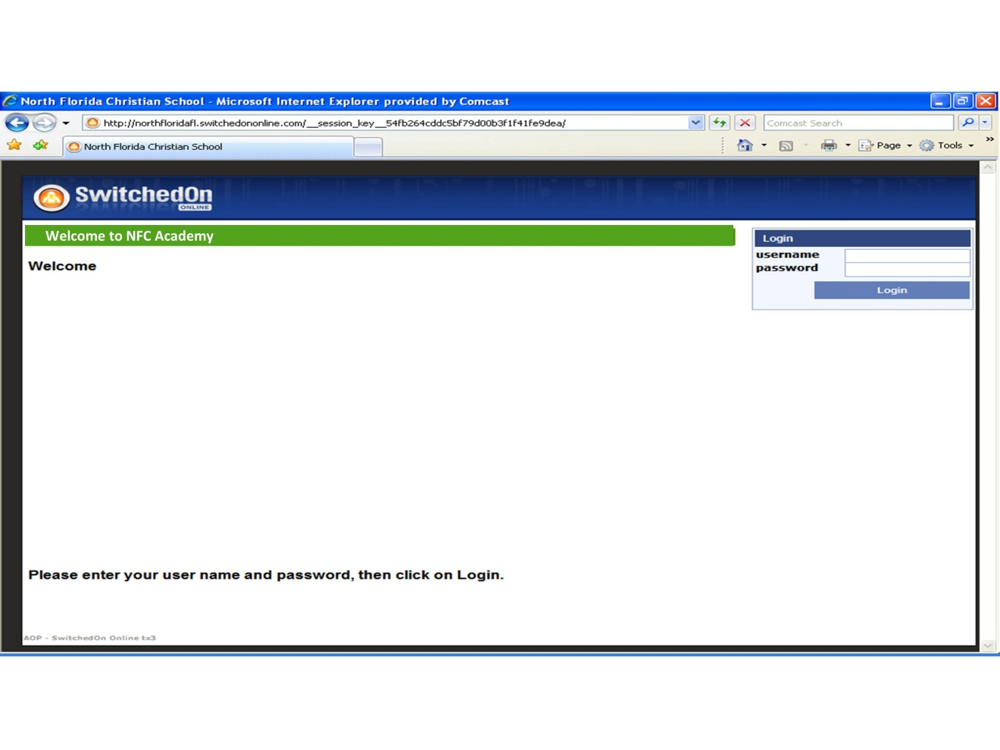 North Florida Christian School - Microsoft Internet Explorer provided by Comcast
http://northfloridafl.switchedononline.com/__session_key__54fb264cddc5bf79d00b3f1f41fe9dea/
Comcast Search
North Florida Christian School
Page
Tools
SwitchedOn
ONLINE
Welcome to NFC Academy
Login
Welcome
username
password
Login
Please enter your user name and password, then click on Login.
AOP - SwitchedOn Online tx3